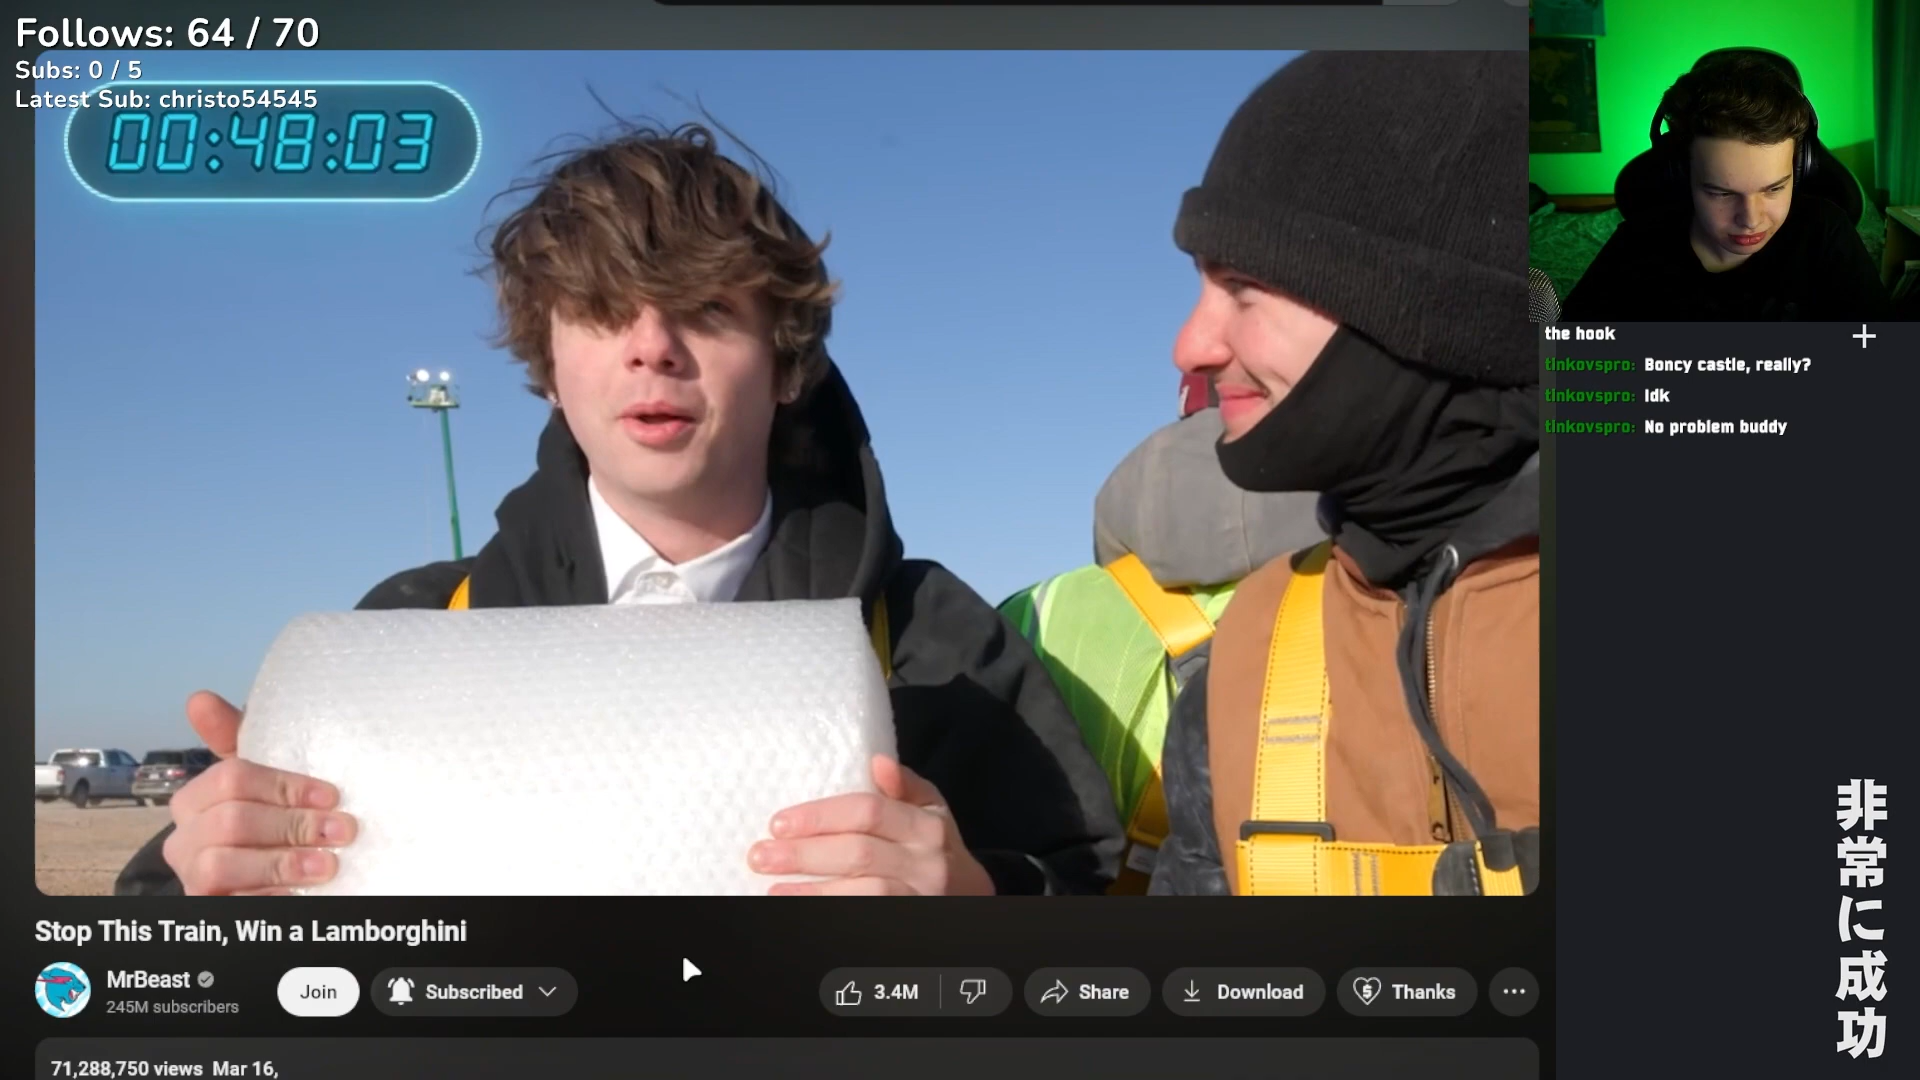 Follows: 64 / 70
Subs: 0 / 5
Latest Sub: christo54545
00:48:03
the hook
tinkovspro: Boncy castle, really?
tinkovspro: Idk
tinkovspro: No problem buddy
非常に成功
Stop This Train, Win a Lamborghini
MrBeast
245M subscribers
Join
Subscribed
3.4M
Share
Download
Thanks
71,288,750 views Mar 16,